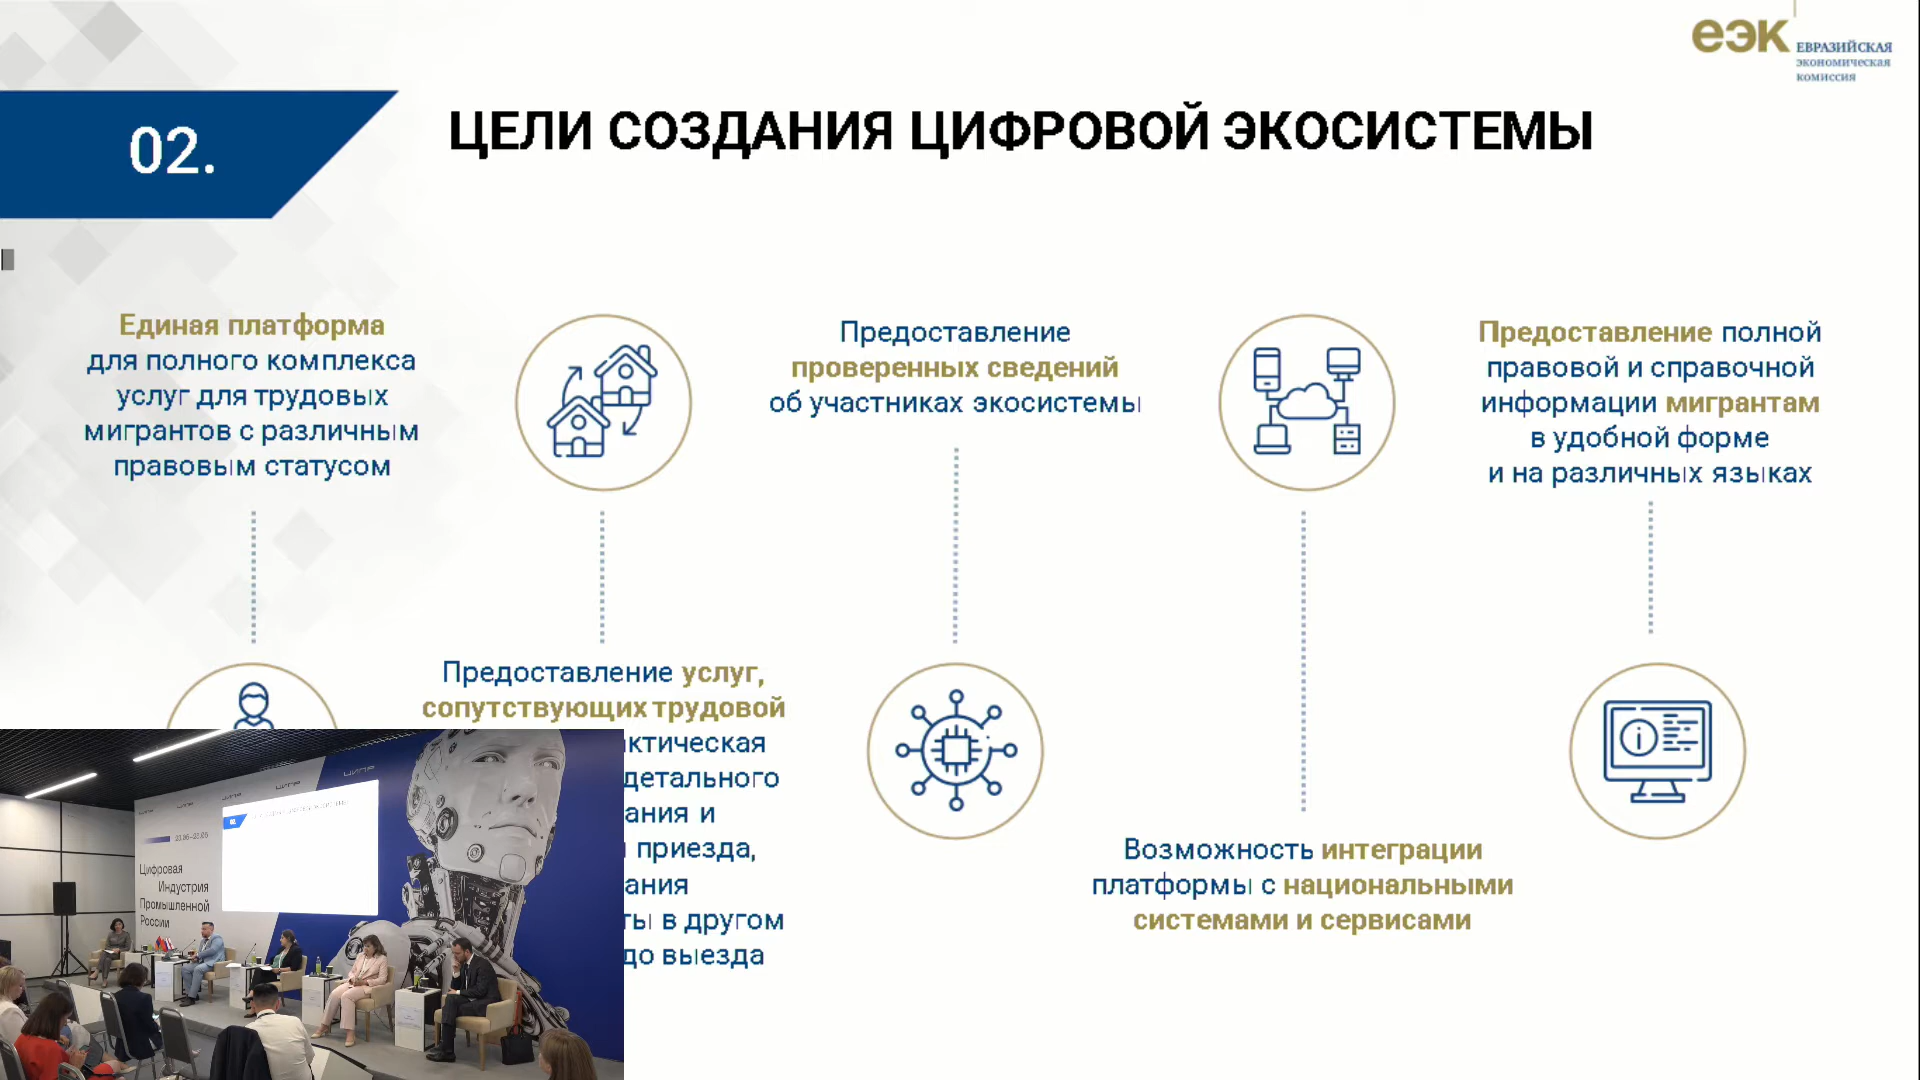 еэк
ЕВРАЗИЙСКАЯ
экономическая
комиссия
02.
ЦЕЛИ СОЗДАНИЯ ЦИФРОВОЙ ЭКОСИСТЕМЫ
Единая платформа
для полного комплекса
услуг для трудовых
мигрантов с различным
правовым статусом
Предоставление услуг,
сопутствующих трудовой
актическая
детального
ания и
приезда,
ания
ты в другом
до выезда
Предоставление
проверенных сведений
об участниках экосистемы
Возможность интеграции
платформы с национальными
системами и сервисами
Предоставление полной
правовой и справочной
информации мигрантам
в удобной форме
и на различных языках
Цифровая
Индустрия
Промышленной
России